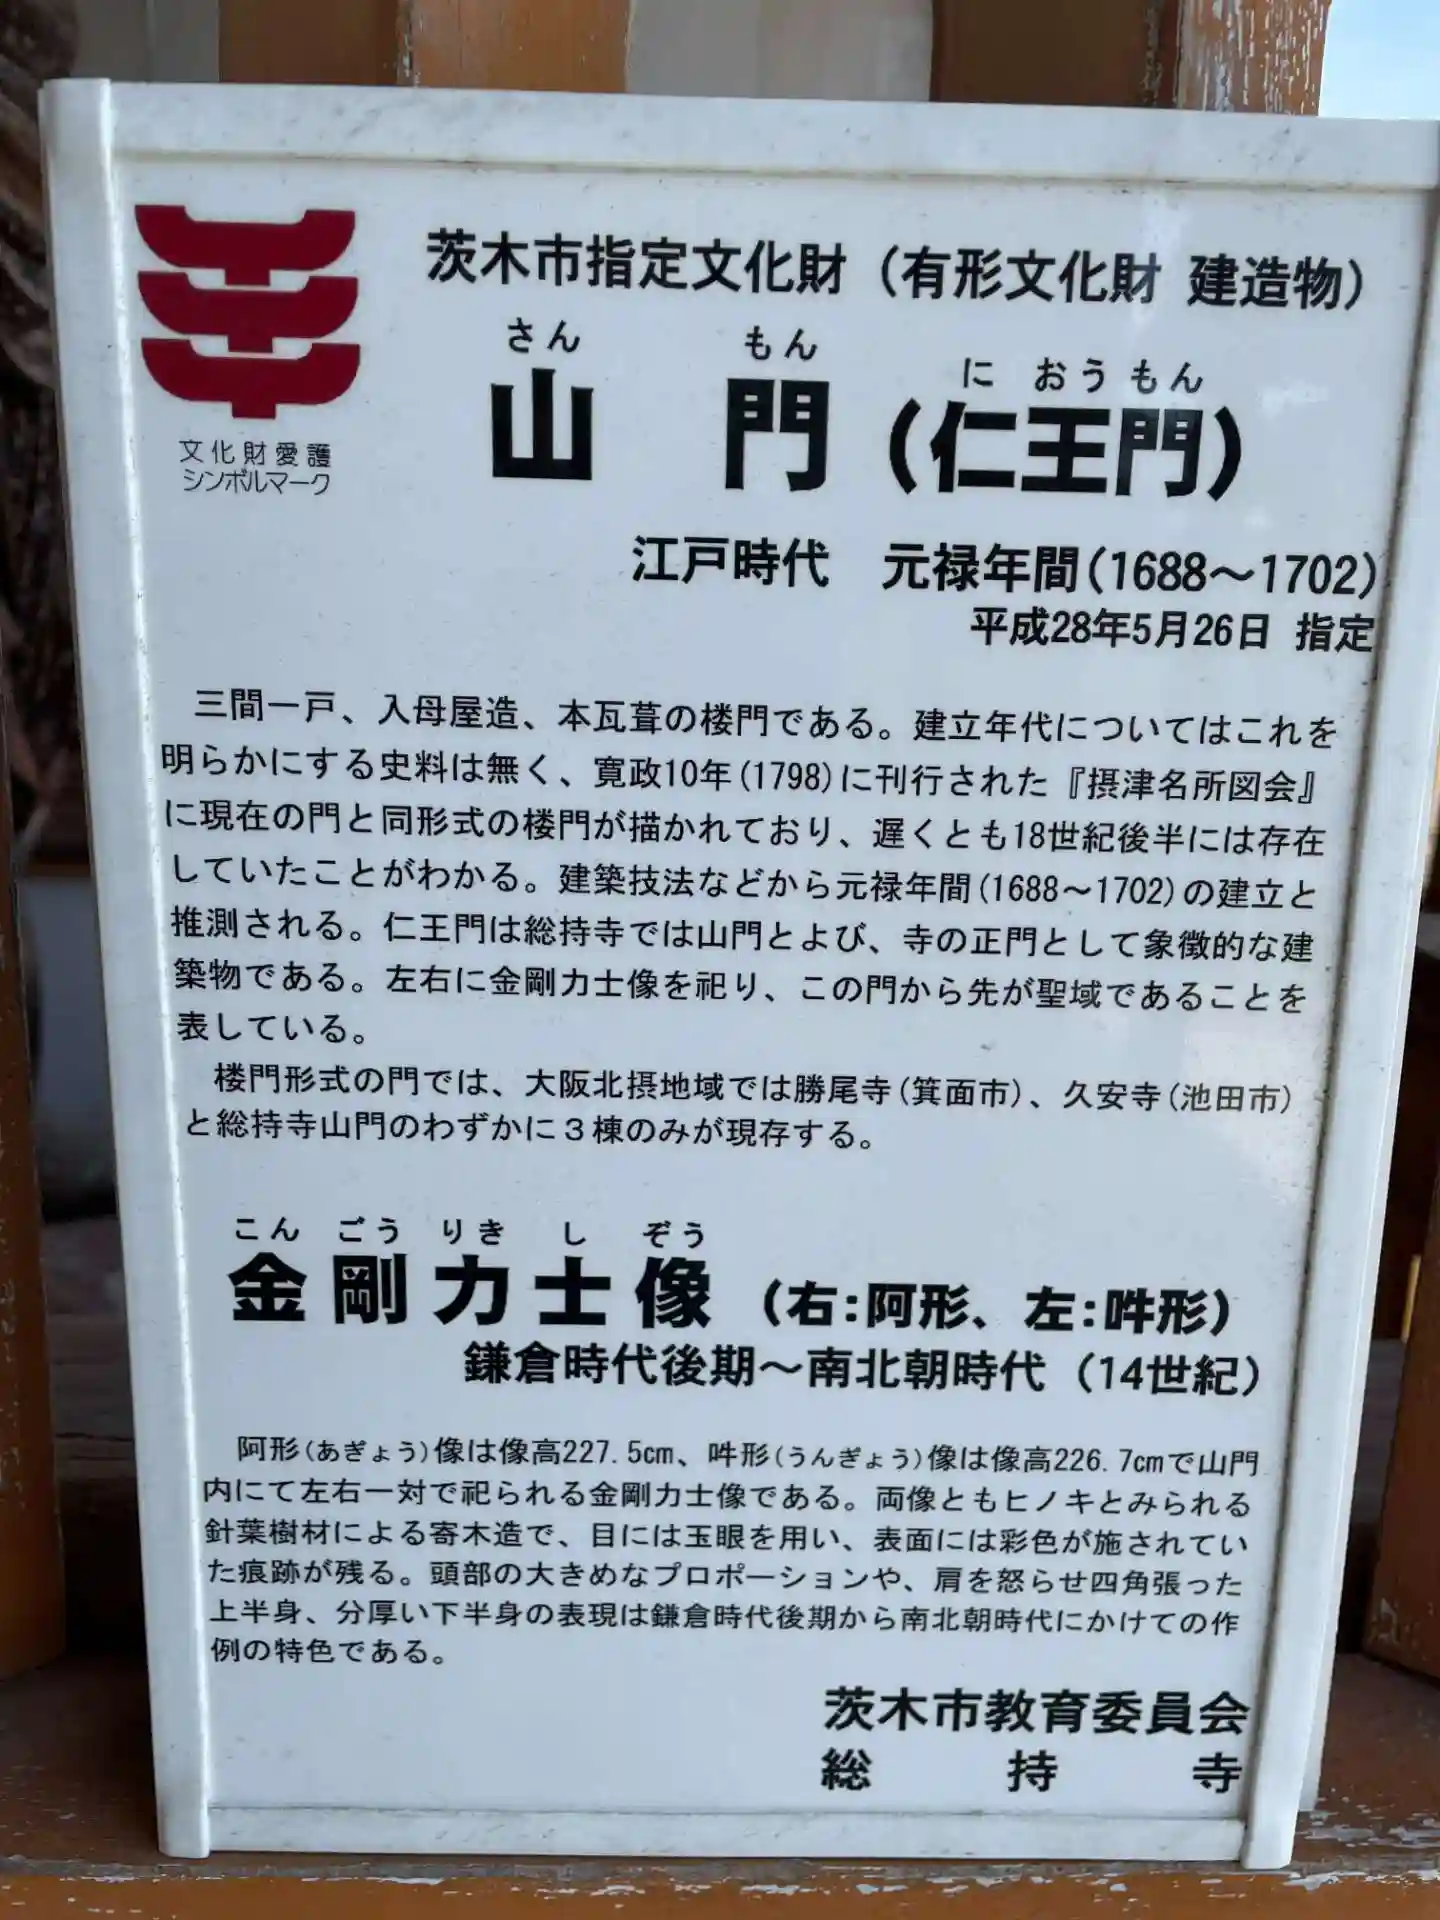 茨木市指定文化財（有形文化財 建造物）
さん もん におうもん
山門（仁王門）
文化財愛護
シンボルマーク
江戸時代　元禄年間(1688～1702)
平成28年5月26日 指定
三間一戸、入母屋造、本瓦葺の楼門である。建立年代についてはこれを
明らかにする史料は無く、寛政10年(1798)に刊行された『摂津名所図会』
に現在の門と同形式の楼門が描かれており、遅くとも18世紀後半には存在
していたことがわかる。建築技法などから元禄年間(1688～1702)の建立と
推測される。仁王門は総持寺では山門とよび、寺の正門として象徴的な建
築物である。左右に金剛力士像を祀り、この門から先が聖域であることを
表している。
楼門形式の門では、大阪北摂地域では勝尾寺(箕面市)、久安寺(池田市)
と総持寺山門のわずかに３棟のみが現存する。
こん ごう りき し ぞう
金剛力士像（右:阿形、左:吽形）
鎌倉時代後期～南北朝時代（14世紀）
阿形(あぎょう)像は像高227.5cm、吽形(うんぎょう)像は像高226.7cmで山門
内にて左右一対で祀られる金剛力士像である。両像ともヒノキとみられる
針葉樹材による寄木造で、目には玉眼を用い、表面には彩色が施されてい
た痕跡が残る。頭部の大きめなプロポーションや、肩を怒らせ四角張った
上半身、分厚い下半身の表現は鎌倉時代後期から南北朝時代にかけての作
例の特色である。
茨木市教育委員会
総持寺